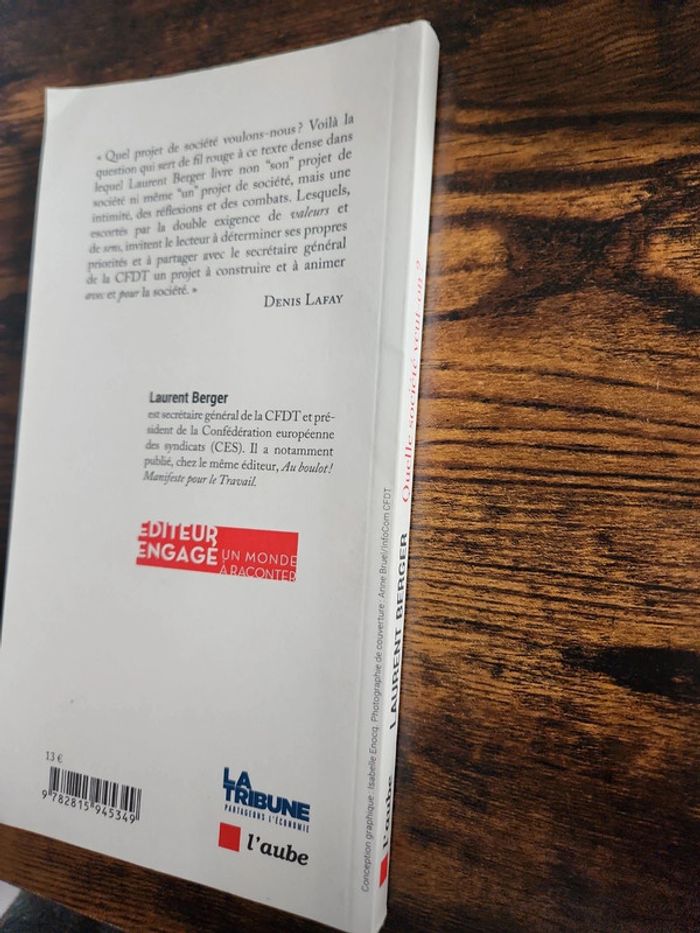 « Quel projet de société voulons-nous ? Voilà la
question qui sert de fil rouge à ce texte dense dans
lequel Laurent Berger livre non “son” projet de
société ni même “un” projet de société, mais une
intimité, des réflexions et des combats. Lesquels,
escortés par la double exigence de valeurs et
de sens, invitent le lecteur à déterminer ses propres
priorités et à partager avec le secrétaire général
de la CFDT un projet à construire et à animer
avec et pour la société. »
DENIS LAFAY
Laurent Berger
est secrétaire général de la CFDT et pré-
sident de la Confédération européenne
des syndicats (CES). Il a notamment
publié, chez le même éditeur, Au boulot !
Manifeste pour le Travail.
EDITEUR
ENGAGÉ
UN MONDE
À RACONTER
13 €
9 782815 945349
LA
TRIBUNE
PARTAGEONS L'ÉCONOMIE
l'aube
Conception graphique : Isabelle Enocq. Photographie de couverture : Anne Bruel/InfoCom CFDT
l'aube LAURENT BERGER Quelle société veut-on ?